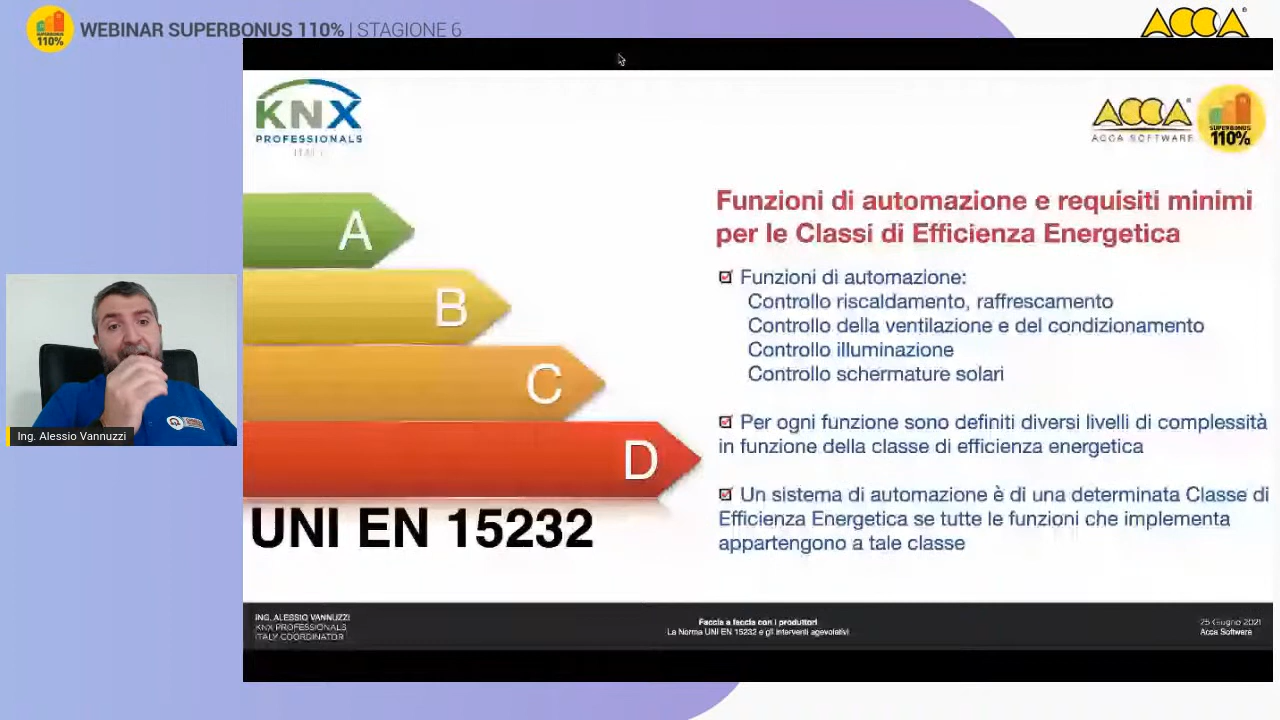 SUPERBONUS
110%
WEBINAR SUPERBONUS 110% | STAGIONE 6
ACCA
KNX
PROFESSIONALS
ITALY
ACCA
ACCA SOFTWARE
SUPERBONUS
110%
A
B
C
D
UNI EN 15232
Funzioni di automazione e requisiti minimi
per le Classi di Efficienza Energetica
Funzioni di automazione:
Controllo riscaldamento, raffrescamento
Controllo della ventilazione e del condizionamento
Controllo illuminazione
Controllo schermature solari
Per ogni funzione sono definiti diversi livelli di complessità
in funzione della classe di efficienza energetica
Un sistema di automazione è di una determinata Classe di
Efficienza Energetica se tutte le funzioni che implementa
appartengono a tale classe
Ing. Alessio Vannuzzi
ING. ALESSIO VANNUZZI
KNX PROFESSIONALS
ITALY COORDINATOR
Faccia a faccia con i produttori
La Norma UNI EN 15232 e gli interventi agevolativi
25 Giugno 2021
Acca Software